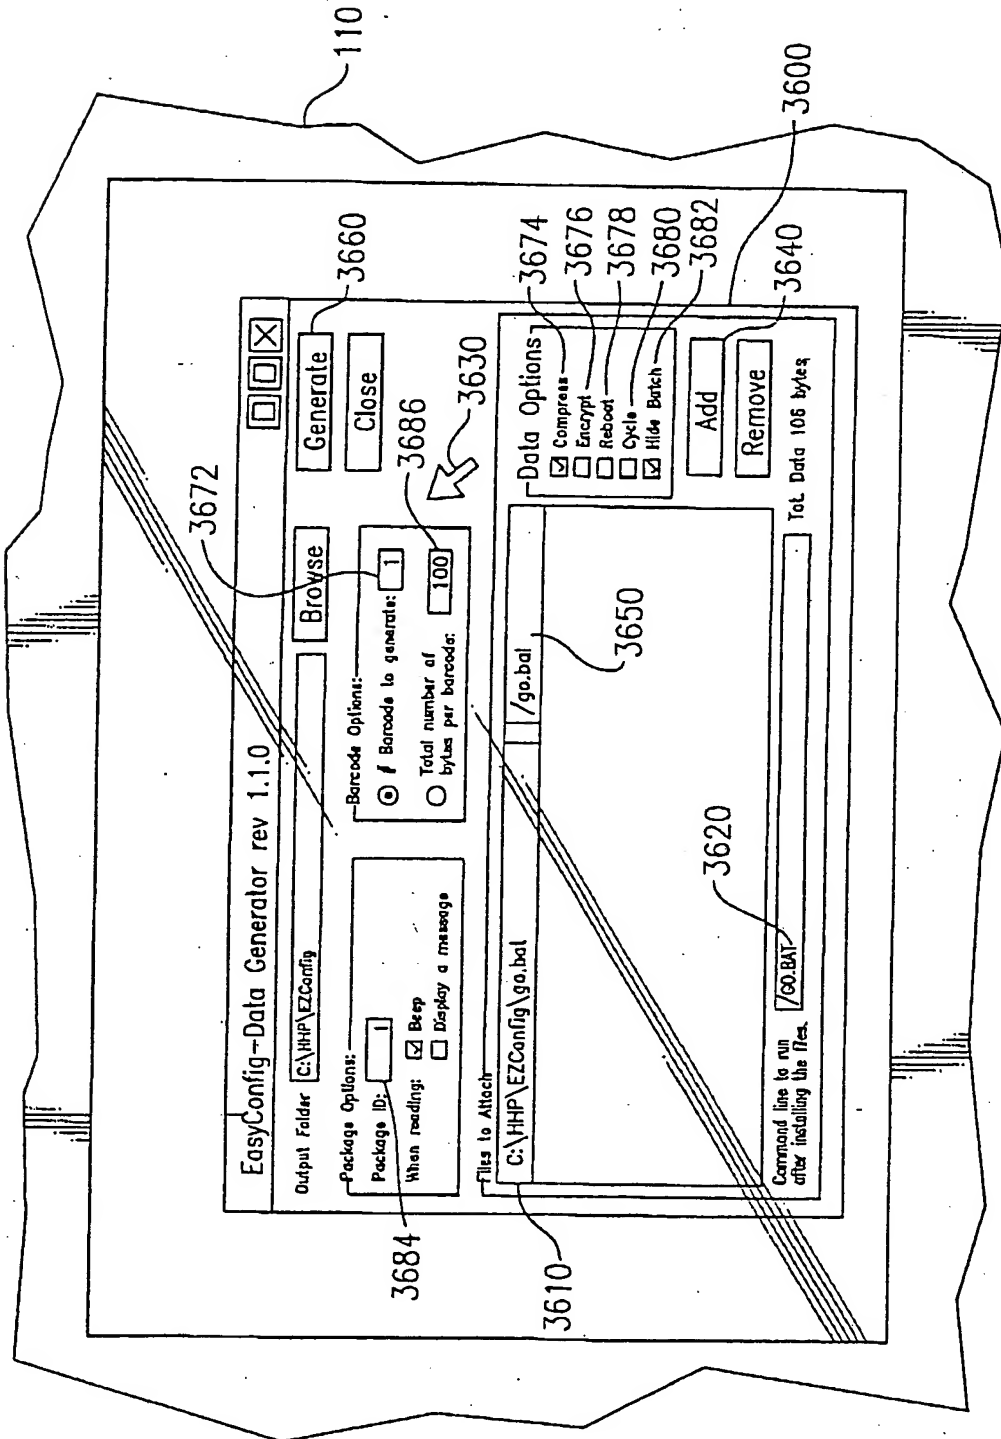 110
3600
3660
3672
3686
3630
EasyConfig-Data Generator rev 1.1.0
Output Folder C:\HHP\EZConfig Browse Generate
Close
Package Options:
Package ID: 1
When reading: Beep
Display a message
3684
Barcode Options:
# Barcode to generate: 1
Total number of
bytes per barcode: 100
Files to Attach
C:\HHP\EZConfig\go.bat /go.bat
3610
3650
Data Options
Compress
Encrypt
Reboot
Cycle
Hide Batch
3674
3676
3678
3680
3682
3640
Add
Remove
3620
Command line to run
after installing the files.
/GO.BAT
Tot. Data 106 bytes